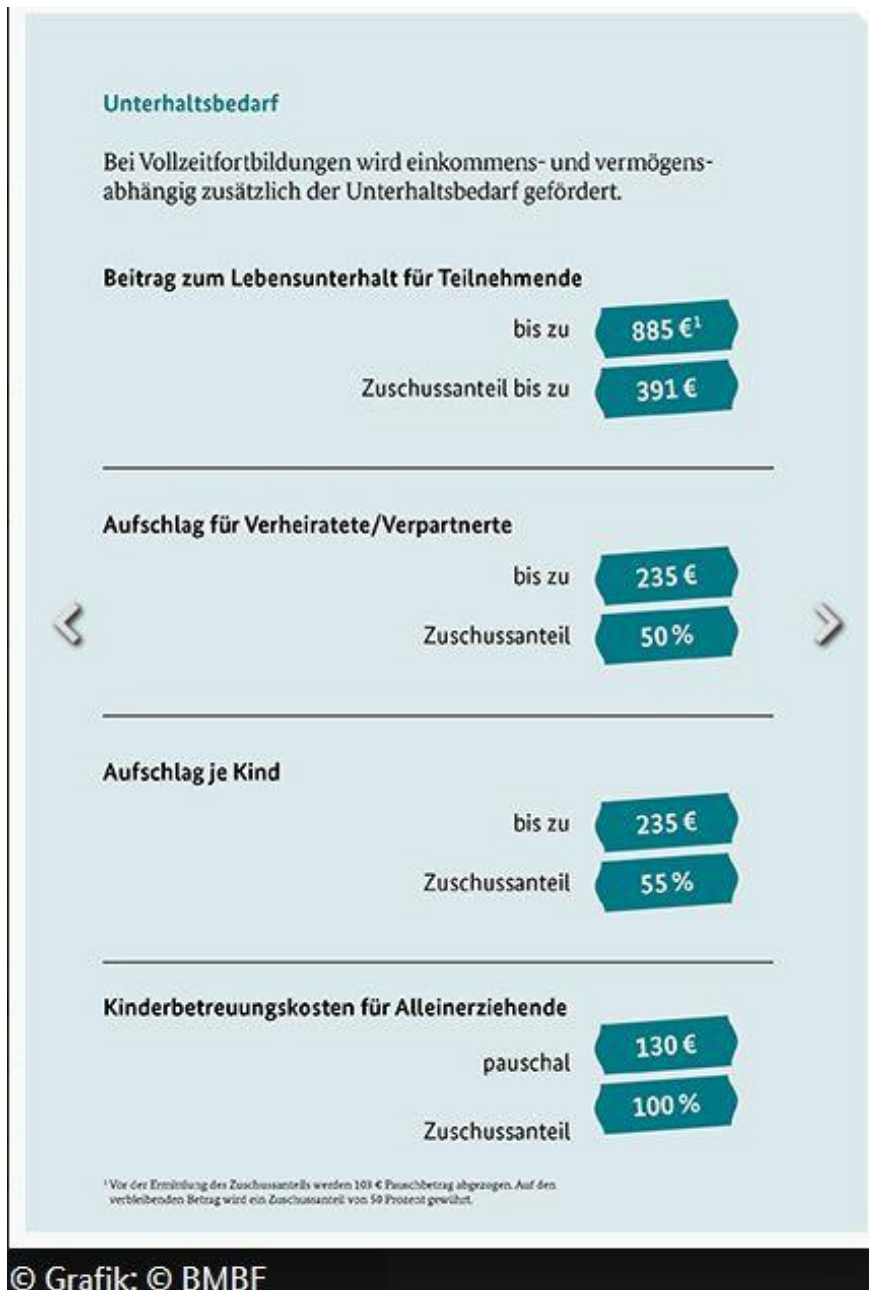 Unterhaltsbedarf
Bei Vollzeitfortbildungen wird einkommens- und vermögens-
abhängig zusätzlich der Unterhaltsbedarf gefördert.
Beitrag zum Lebensunterhalt für Teilnehmende
bis zu 885 €¹
Zuschussanteil bis zu 391 €
Aufschlag für Verheiratete/Verpartnerte
bis zu 235 €
Zuschussanteil 50 %
Aufschlag je Kind
bis zu 235 €
Zuschussanteil 55 %
Kinderbetreuungskosten für Alleinerziehende
pauschal 130 €
Zuschussanteil 100 %
¹ Vor der Ermittlung des Zuschussanteils werden 103 € Pauschbetrag abgezogen. Auf den
verbleibenden Betrag wird ein Zuschussanteil von 50 Prozent gewährt.
© Grafik: © BMBF